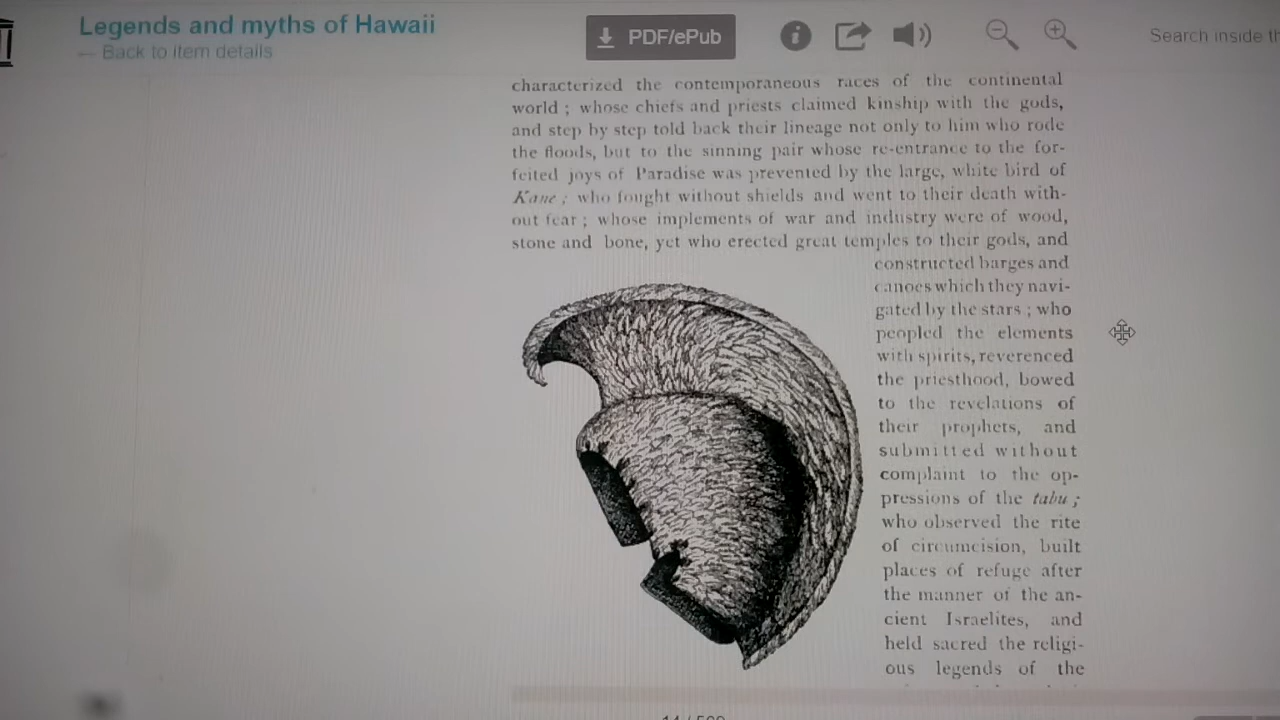 Legends and myths of Hawaii
— Back to item details
PDF/ePub
Search inside th
characterized the contemporaneous races of the continental
world ; whose chiefs and priests claimed kinship with the gods,
and step by step told back their lineage not only to him who rode
the floods, but to the sinning pair whose re-entrance to the for-
feited joys of Paradise was prevented by the large, white bird of
Kane ; who fought without shields and went to their death with-
out fear ; whose implements of war and industry were of wood,
stone and bone, yet who erected great temples to their gods, and
constructed barges and
canoes which they navi-
gated by the stars ; who
peopled the elements
with spirits, reverenced
the priesthood, bowed
to the revelations of
their prophets, and
submitted without
complaint to the op-
pressions of the tabu ;
who observed the rite
of circumcision, built
places of refuge after
the manner of the an-
cient Israelites, and
held sacred the religi-
ous legends of the